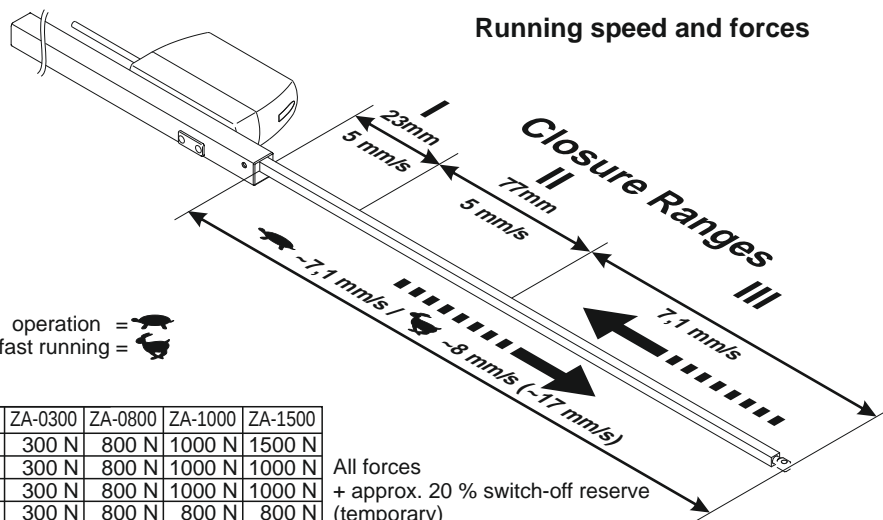 Running speed and forces
I
23mm
5 mm/s
Closure Ranges
II
77mm
5 mm/s
III
7,1 mm/s
~7,1 mm/s / ~8 mm/s (~17 mm/s)
operation =
fast running =
ZA-0300 ZA-0800 ZA-1000 ZA-1500
300 N 800 N 1000 N 1500 N
300 N 800 N 1000 N 1000 N All forces
300 N 800 N 1000 N 1000 N + approx. 20 % switch-off reserve
300 N 800 N 800 N 800 N (temporary)